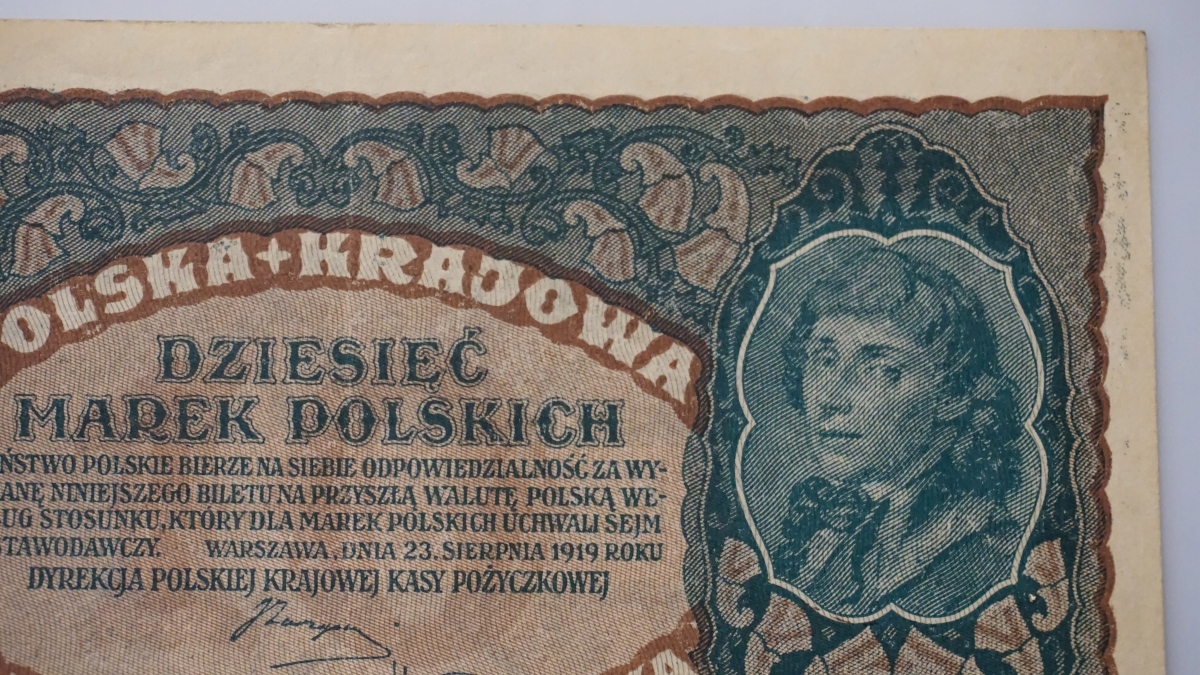 OLSKA+KRAJOWA
DZIESIĘĆ
MAREK POLSKICH
ŃSTWO POLSKIE BIERZE NA SIEBIE ODPOWIEDZIALNOŚĆ ZA WY-
ANĘ NINIEJSZEGO BILETU NA PRZYSZŁĄ WALUTĘ POLSKĄ WE-
ŁUG STOSUNKU, KTÓRY DLA MAREK POLSKICH UCHWALI SEJM
STAWODAWCZY. WARSZAWA, DNIA 23. SIERPNIA 1919 ROKU
DYREKCJA POLSKIEJ KRAJOWEJ KASY POŻYCZKOWEJ